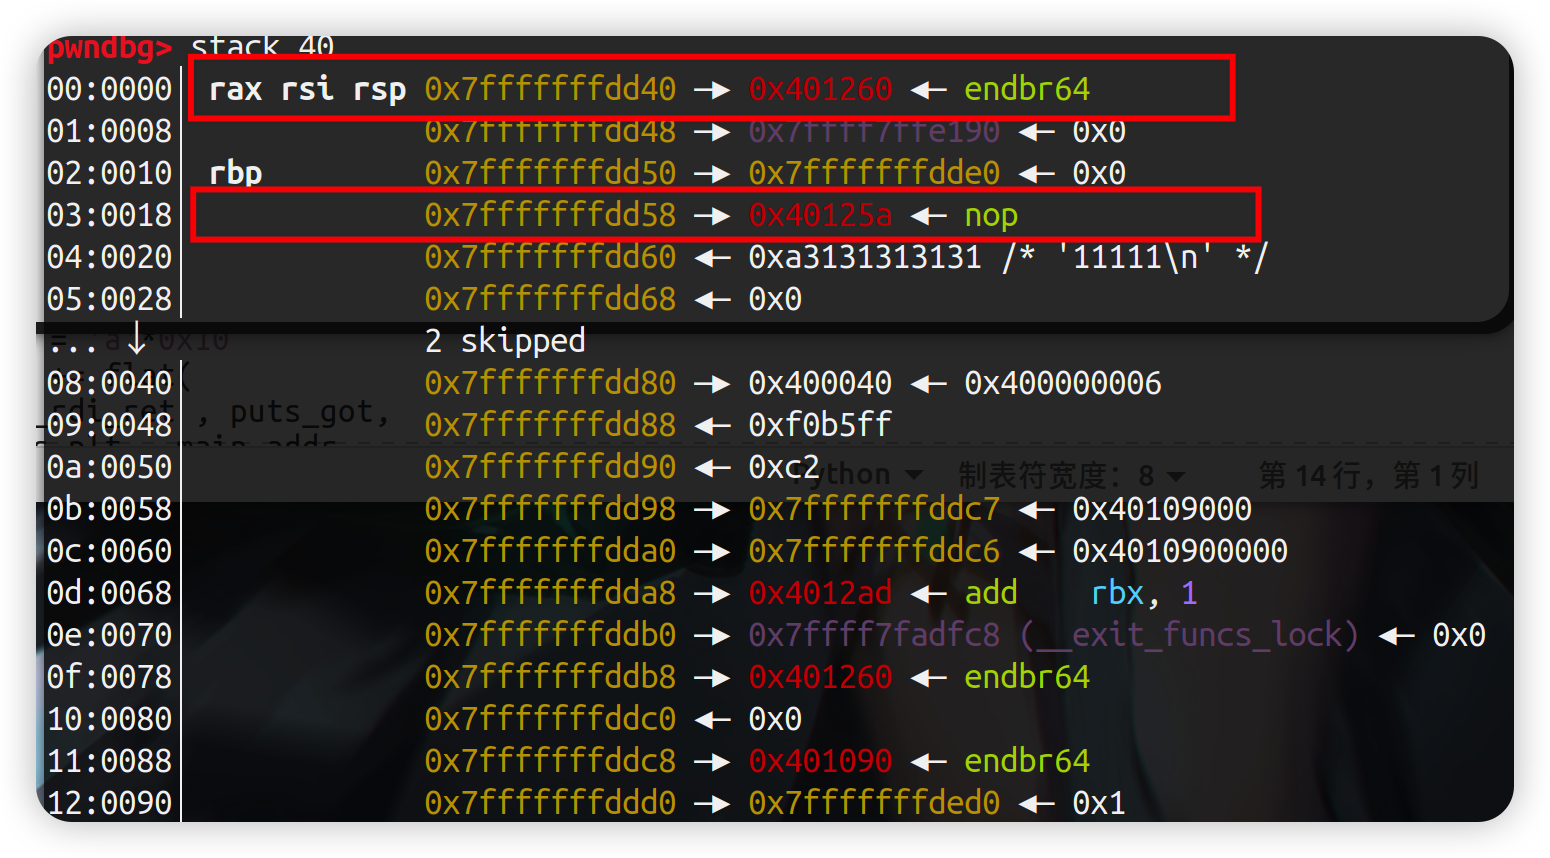 pwndbg> stack 40
00:0000│ rax rsi rsp 0x7fffffffdd40 —▸ 0x401260 ◂— endbr64
01:0008│ 0x7fffffffdd48 —▸ 0x7ffff7ffe190 ◂— 0x0
02:0010│ rbp 0x7fffffffdd50 —▸ 0x7fffffffdde0 ◂— 0x0
03:0018│ 0x7fffffffdd58 —▸ 0x40125a ◂— nop
04:0020│ 0x7fffffffdd60 ◂— 0xa3131313131 /* '11111\n' */
05:0028│ 0x7fffffffdd68 ◂— 0x0
... ↓ 2 skipped
08:0040│ 0x7fffffffdd80 —▸ 0x400040 ◂— 0x400000006
09:0048│ 0x7fffffffdd88 ◂— 0xf0b5ff
0a:0050│ 0x7fffffffdd90 ◂— 0xc2
0b:0058│ 0x7fffffffdd98 —▸ 0x7fffffffddc7 ◂— 0x40109000
0c:0060│ 0x7fffffffdda0 —▸ 0x7fffffffddc6 ◂— 0x4010900000
0d:0068│ 0x7fffffffdda8 —▸ 0x4012ad ◂— add rbx, 1
0e:0070│ 0x7fffffffddb0 —▸ 0x7ffff7fadfc8 (__exit_funcs_lock) ◂— 0x0
0f:0078│ 0x7fffffffddb8 —▸ 0x401260 ◂— endbr64
10:0080│ 0x7fffffffddc0 ◂— 0x0
11:0088│ 0x7fffffffddc8 —▸ 0x401090 ◂— endbr64
12:0090│ 0x7fffffffddd0 —▸ 0x7fffffffded0 ◂— 0x1
, puts_got,
Python 制表符宽度：8 第 14 行，第 1 列